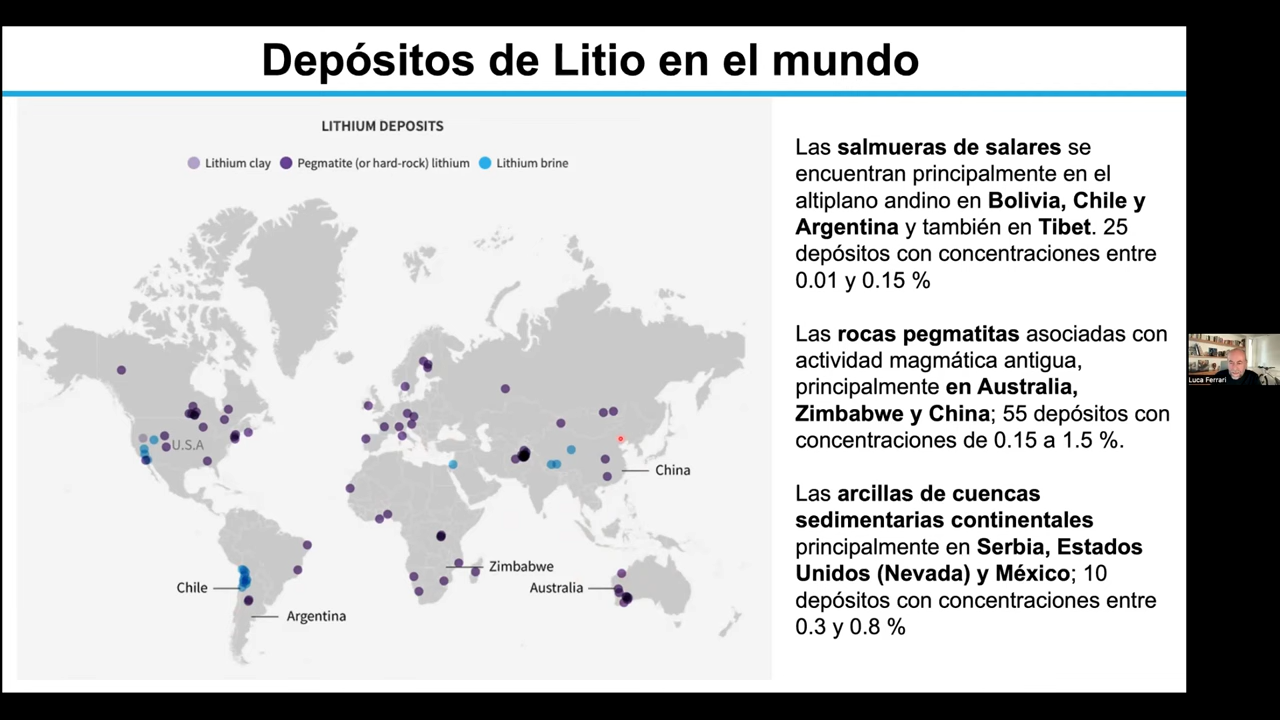 Depósitos de Litio en el mundo
LITHIUM DEPOSITS
Lithium clay
Pegmatite (or hard-rock) lithium
Lithium brine
U.S.A
China
Zimbabwe
Chile
Australia
Argentina
Las salmueras de salares se
encuentran principalmente en el
altiplano andino en Bolivia, Chile y
Argentina y también en Tibet. 25
depósitos con concentraciones entre
0.01 y 0.15 %
Las rocas pegmatitas asociadas con
actividad magmática antigua,
principalmente en Australia,
Zimbabwe y China; 55 depósitos con
concentraciones de 0.15 a 1.5 %.
Las arcillas de cuencas
sedimentarias continentales
principalmente en Serbia, Estados
Unidos (Nevada) y México; 10
depósitos con concentraciones entre
0.3 y 0.8 %
Luca Ferrari